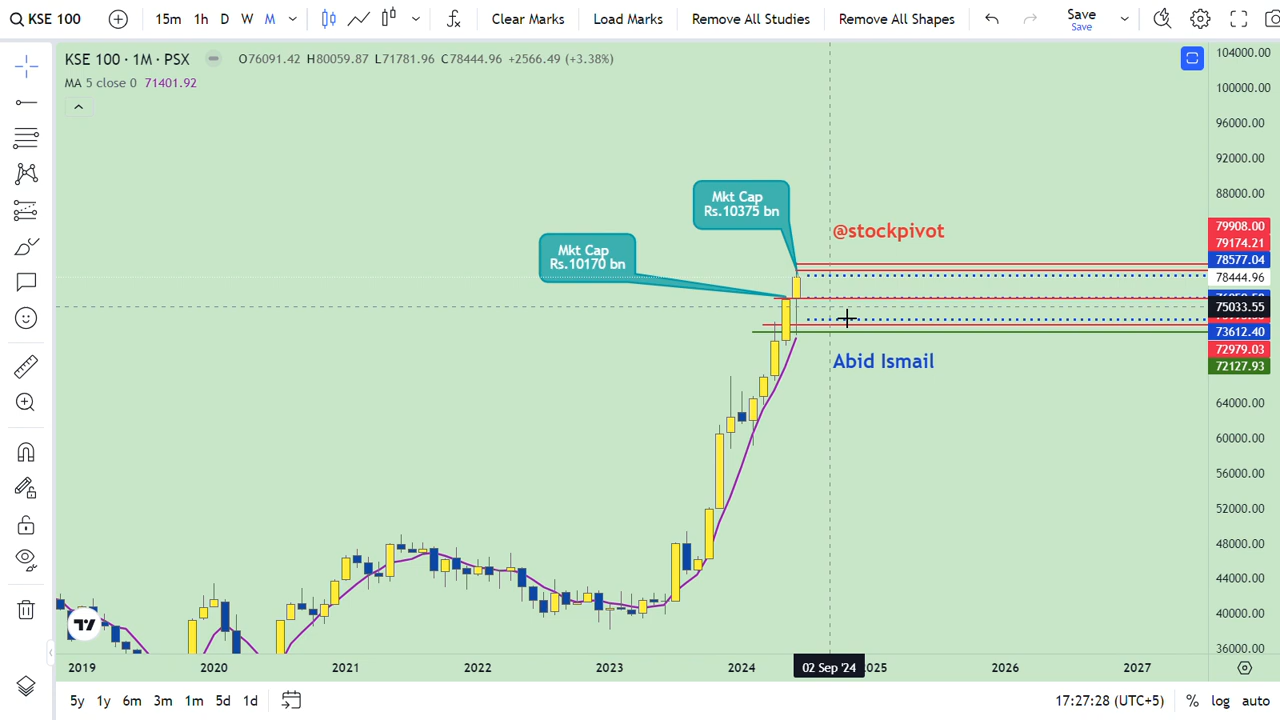 KSE 100 15m 1h D W M Clear Marks Load Marks Remove All Studies Remove All Shapes Save
Save
KSE 100 · 1M · PSX O76091.42 H80059.87 L71781.96 C78444.96 +2566.49 (+3.38%)
MA 5 close 0 71401.92
104000.00
100000.00
96000.00
92000.00
88000.00
Mkt Cap
Rs.10375 bn
@stockpivot
Mkt Cap
Rs.10170 bn
79908.00
79174.21
78577.04
78444.96
75033.55
73612.40
72979.03
72127.93
Abid Ismail
64000.00
60000.00
56000.00
52000.00
48000.00
44000.00
40000.00
36000.00
2019 2020 2021 2022 2023 2024 02 Sep '24 2025 2026 2027
5y 1y 6m 3m 1m 5d 1d 17:27:28 (UTC+5) % log auto